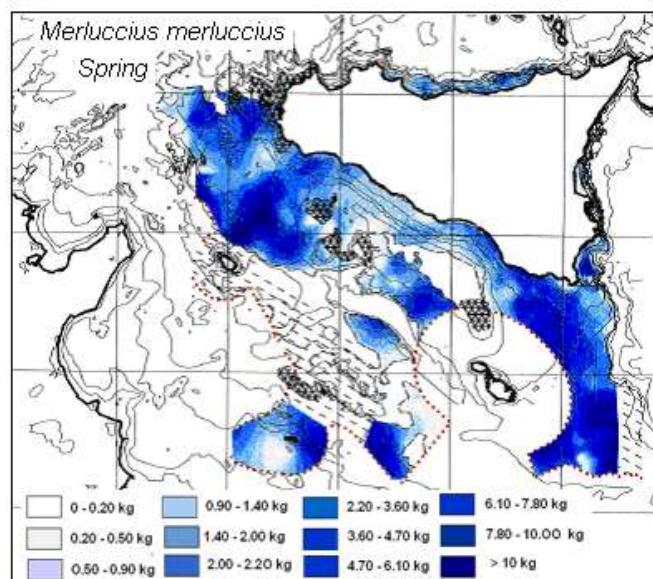 Merluccius merluccius
Spring
0 - 0.20 kg
0.90 - 1.40 kg
2.20 - 3.60 kg
6.10 - 7.80 kg
0.20 - 0.50 kg
1.40 - 2.00 kg
3.60 - 4.70 kg
7.80 - 10.00 kg
0.50 - 0.90 kg
2.00 - 2.20 kg
4.70 - 6.10 kg
> 10 kg